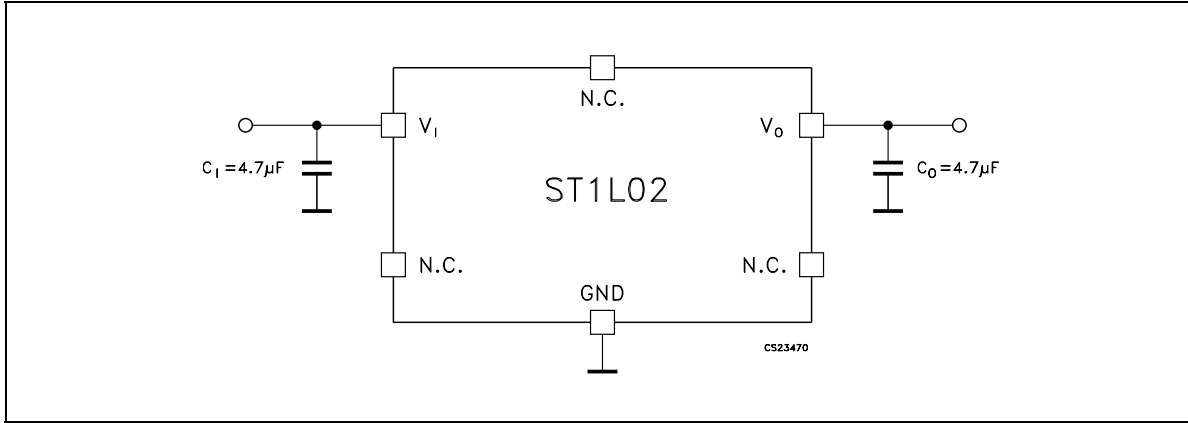 N.C.
V_I
V_O
C_I=4.7µF
C_O=4.7µF
ST1L02
N.C.
N.C.
GND
CS23470